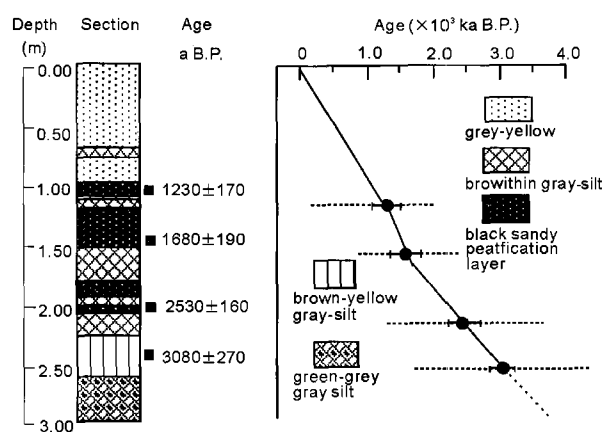 Depth
(m)
Section
Age
a B.P.
0.00
0.50
1.00
1.50
2.00
2.50
3.00
1230±170
1680±190
2530±160
3080±270
Age (×10³ ka B.P.)
0 1.0 2.0 3.0 4.0
grey-yellow
browithin gray-silt
black sandy
peatfication
layer
brown-yellow
gray-silt
green-grey
gray silt